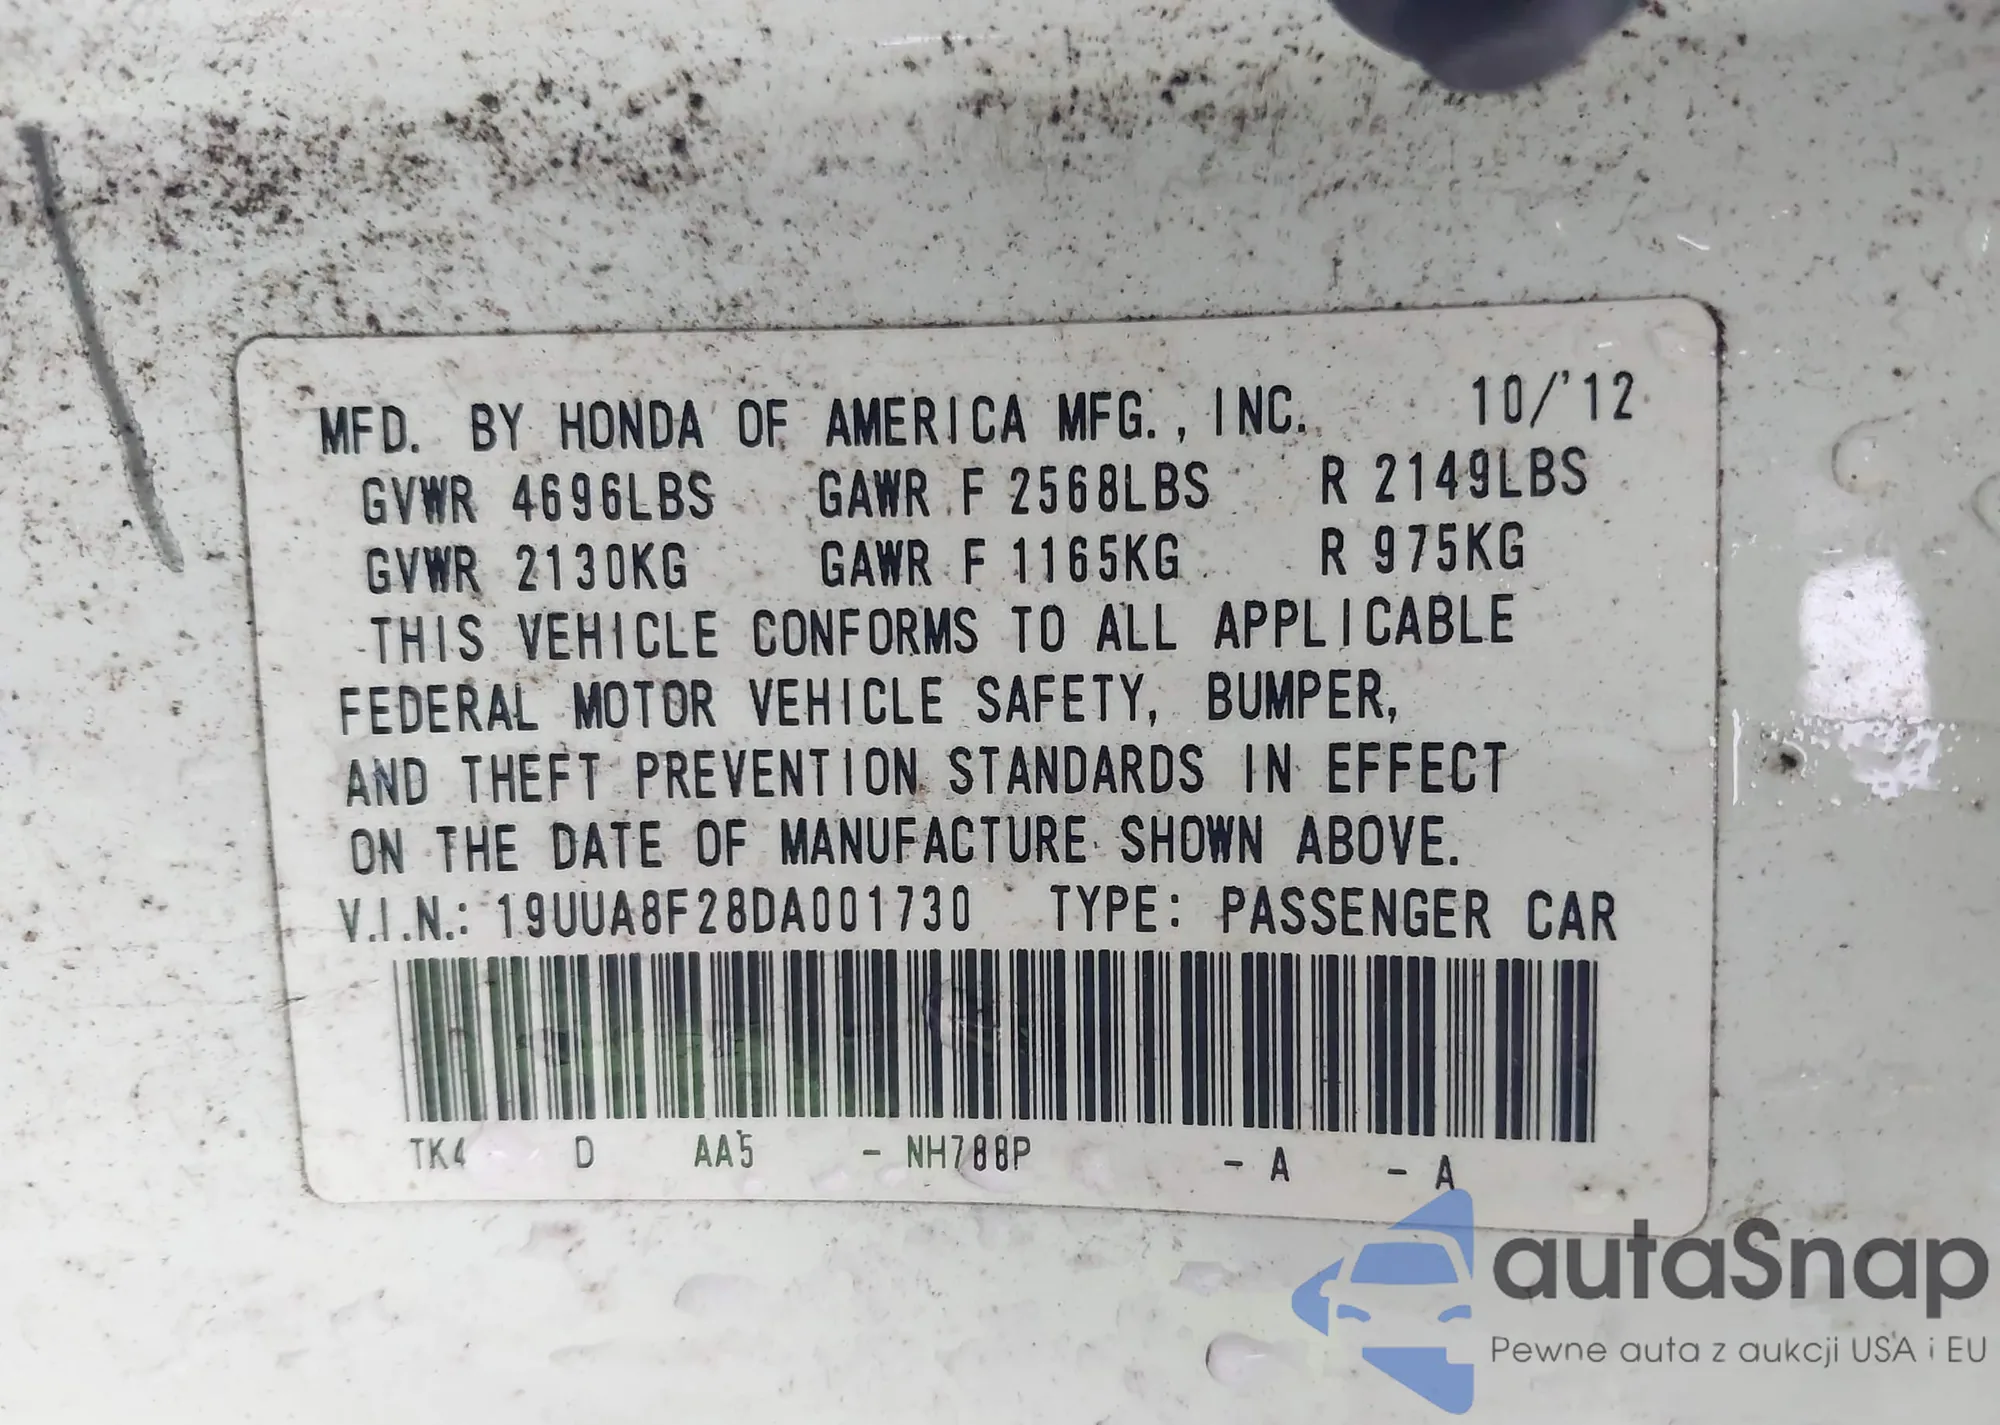 MFD. BY HONDA OF AMERICA MFG., INC. 10/'12
GVWR 4696LBS GAWR F 2568LBS R 2149LBS
GVWR 2130KG GAWR F 1165KG R 975KG
THIS VEHICLE CONFORMS TO ALL APPLICABLE
FEDERAL MOTOR VEHICLE SAFETY, BUMPER,
AND THEFT PREVENTION STANDARDS IN EFFECT
ON THE DATE OF MANUFACTURE SHOWN ABOVE.
V.I.N.: 19UUA8F28DA001730 TYPE: PASSENGER CAR
TK4 D AA5 - NH788P - A - A
autaSnap
Pewne auta z aukcji USA i EU